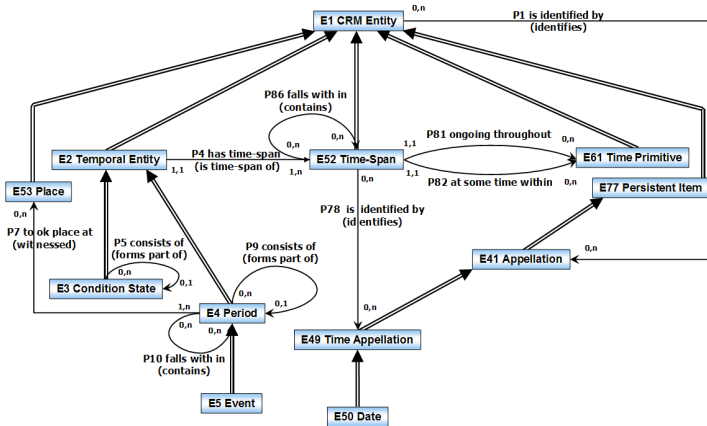 0,n
P1 is identified by
(identifies)
E1 CRM Entity
P86 falls with in
(contains)
0,n
0,n
P81 ongoing throughout
1,1
0,n
E2 Temporal Entity
P4 has time-span
(is time-span of)
1,1
1,n
E52 Time-Span
1,1
P82 at some time within
0,n
E61 Time Primitive
E77 Persistent Item
E53 Place
0,n
0,n
P78 is identified by
(identifies)
P7 to ok place at
(wit nessed)
P5 consists of
(forms part of)
0,n
0,1
P9 consists of
(forms part of)
0,n
0,1
0,n
E41 Appellation
E3 Condition State
1,n
E4 Period
0,n
0,n
0,n
E49 Time Appellation
P10 falls with in
(contains)
E5 Event
E50 Date